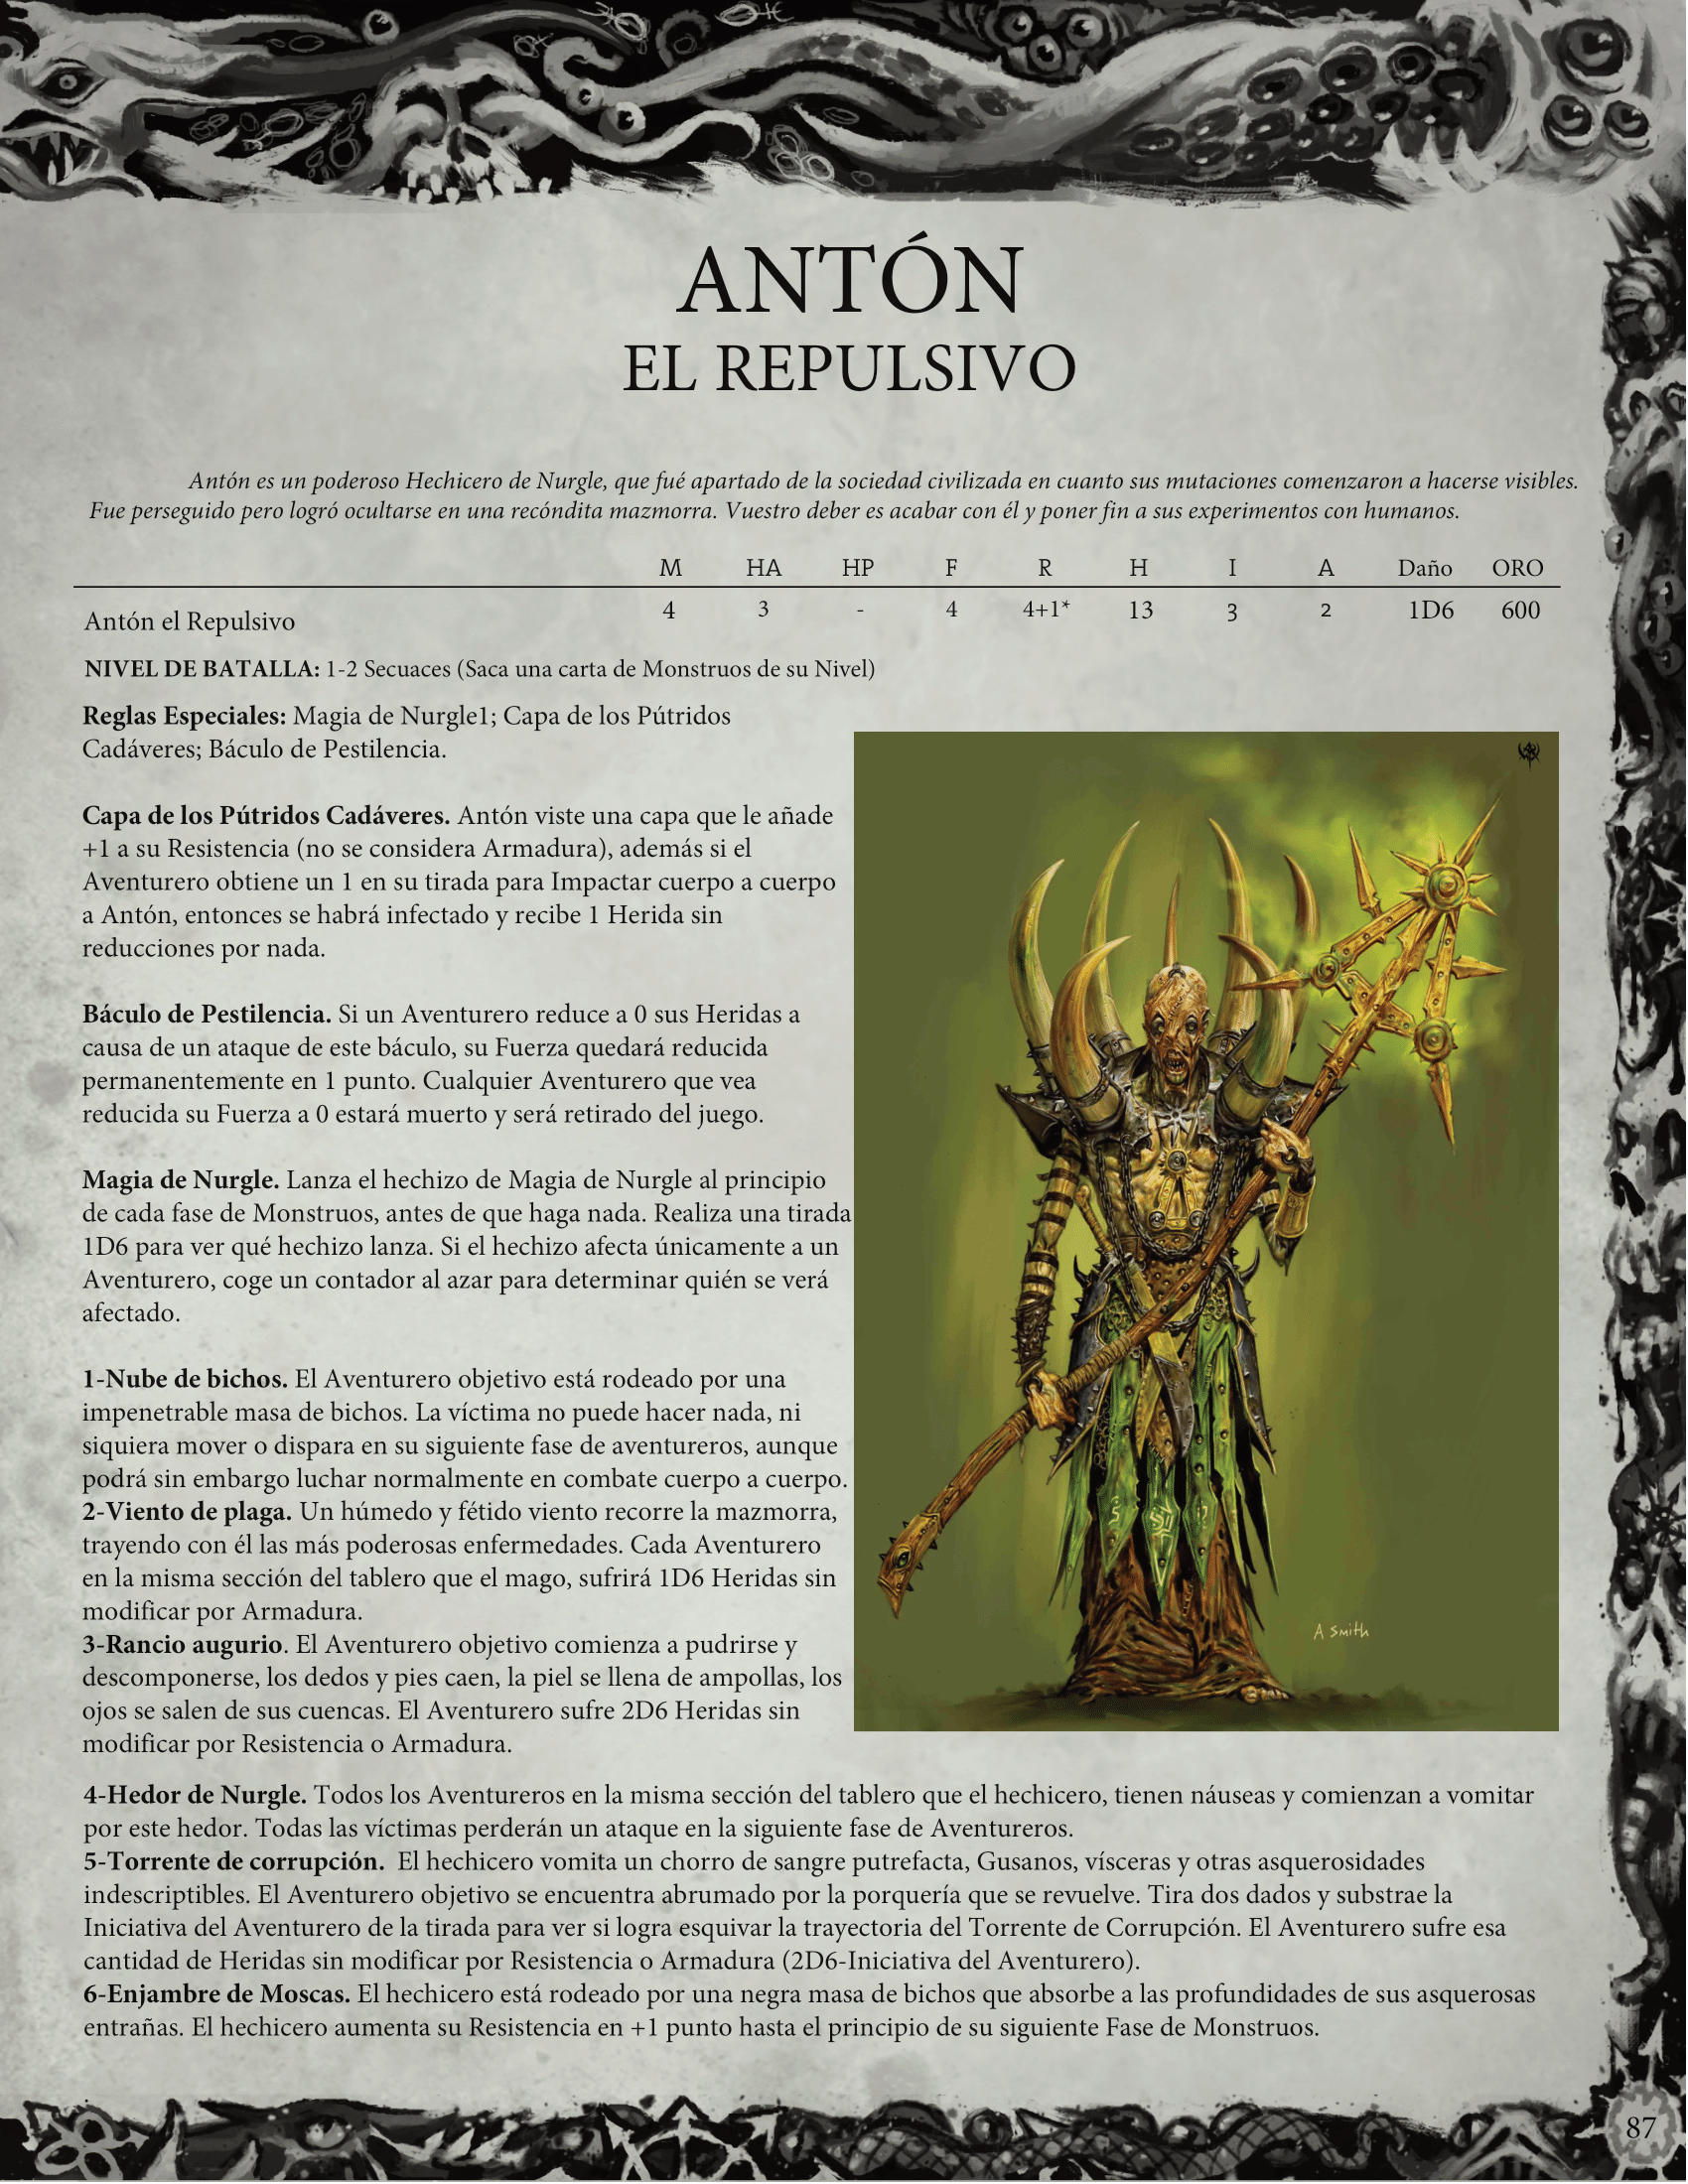 ANTÓN
EL REPULSIVO
Antón es un poderoso Hechicero de Nurgle, que fué apartado de la sociedad civilizada en cuanto sus mutaciones comenzaron a hacerse visibles.
Fue perseguido pero logró ocultarse en una recóndita mazmorra. Vuestro deber es acabar con él y poner fin a sus experimentos con humanos.
M HA HP F R H I A Daño ORO
Antón el Repulsivo 4 3 - 4 4+1* 13 3 2 1D6 600
NIVEL DE BATALLA: 1-2 Secuaces (Saca una carta de Monstruos de su Nivel)
Reglas Especiales: Magia de Nurgle1; Capa de los Pútridos
Cadáveres; Báculo de Pestilencia.
Capa de los Pútridos Cadáveres. Antón viste una capa que le añade
+1 a su Resistencia (no se considera Armadura), además si el
Aventurero obtiene un 1 en su tirada para Impactar cuerpo a cuerpo
a Antón, entonces se habrá infectado y recibe 1 Herida sin
reducciones por nada.
Báculo de Pestilencia. Si un Aventurero reduce a 0 sus Heridas a
causa de un ataque de este báculo, su Fuerza quedará reducida
permanentemente en 1 punto. Cualquier Aventurero que vea
reducida su Fuerza a 0 estará muerto y será retirado del juego.
Magia de Nurgle. Lanza el hechizo de Magia de Nurgle al principio
de cada fase de Monstruos, antes de que haga nada. Realiza una tirada
1D6 para ver qué hechizo lanza. Si el hechizo afecta únicamente a un
Aventurero, coge un contador al azar para determinar quién se verá
afectado.
1-Nube de bichos. El Aventurero objetivo está rodeado por una
impenetrable masa de bichos. La víctima no puede hacer nada, ni
siquiera mover o dispara en su siguiente fase de aventureros, aunque
podrá sin embargo luchar normalmente en combate cuerpo a cuerpo.
2-Viento de plaga. Un húmedo y fétido viento recorre la mazmorra,
trayendo con él las más poderosas enfermedades. Cada Aventurero
en la misma sección del tablero que el mago, sufrirá 1D6 Heridas sin
modificar por Armadura.
3-Rancio augurio. El Aventurero objetivo comienza a pudrirse y
descomponerse, los dedos y pies caen, la piel se llena de ampollas, los
ojos se salen de sus cuencas. El Aventurero sufre 2D6 Heridas sin
modificar por Resistencia o Armadura.
A Smith
4-Hedor de Nurgle. Todos los Aventureros en la misma sección del tablero que el hechicero, tienen náuseas y comienzan a vomitar
por este hedor. Todas las víctimas perderán un ataque en la siguiente fase de Aventureros.
5-Torrente de corrupción. El hechicero vomita un chorro de sangre putrefacta, Gusanos, vísceras y otras asquerosidades
indescriptibles. El Aventurero objetivo se encuentra abrumado por la porquería que se revuelve. Tira dos dados y substrae la
Iniciativa del Aventurero de la tirada para ver si logra esquivar la trayectoria del Torrente de Corrupción. El Aventurero sufre esa
cantidad de Heridas sin modificar por Resistencia o Armadura (2D6-Iniciativa del Aventurero).
6-Enjambre de Moscas. El hechicero está rodeado por una negra masa de bichos que absorbe a las profundidades de sus asquerosas
entrañas. El hechicero aumenta su Resistencia en +1 punto hasta el principio de su siguiente Fase de Monstruos.
87